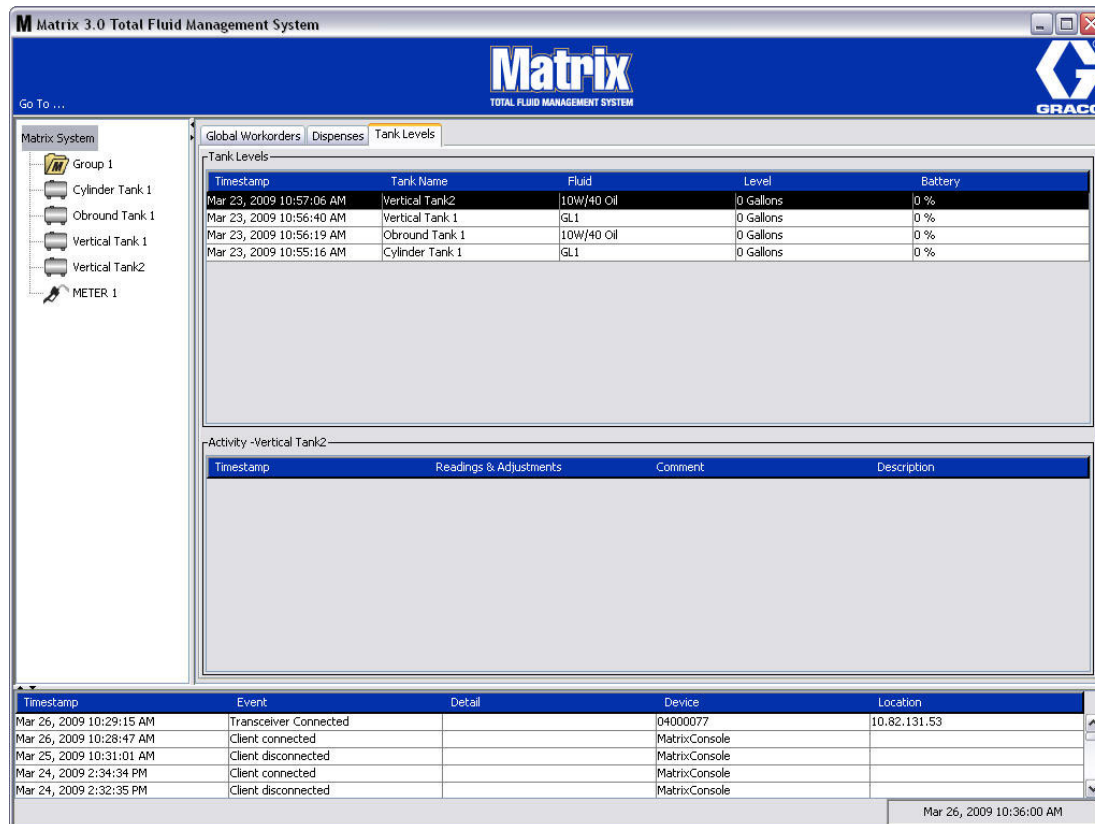 Matrix 3.0 Total Fluid Management System
Matrix
TOTAL FLUID MANAGEMENT SYSTEM
Go To ...
GRACO
Matrix System
Group 1
Cylinder Tank 1
Obround Tank 1
Vertical Tank 1
Vertical Tank2
METER 1
Global Workorders Dispenses Tank Levels
Tank Levels
Timestamp Tank Name Fluid Level Battery
Mar 23, 2009 10:57:06 AM Vertical Tank2 10W/40 Oil 0 Gallons 0 %
Mar 23, 2009 10:56:40 AM Vertical Tank 1 GL1 0 Gallons 0 %
Mar 23, 2009 10:56:19 AM Obround Tank 1 10W/40 Oil 0 Gallons 0 %
Mar 23, 2009 10:55:16 AM Cylinder Tank 1 GL1 0 Gallons 0 %
Activity -Vertical Tank2
Timestamp Readings & Adjustments Comment Description
Timestamp Event Detail Device Location
Mar 26, 2009 10:29:15 AM Transceiver Connected 04000077 10.82.131.53
Mar 26, 2009 10:28:47 AM Client connected MatrixConsole
Mar 25, 2009 10:31:01 AM Client disconnected MatrixConsole
Mar 24, 2009 2:34:34 PM Client connected MatrixConsole
Mar 24, 2009 2:32:35 PM Client disconnected MatrixConsole
Mar 26, 2009 10:36:00 AM